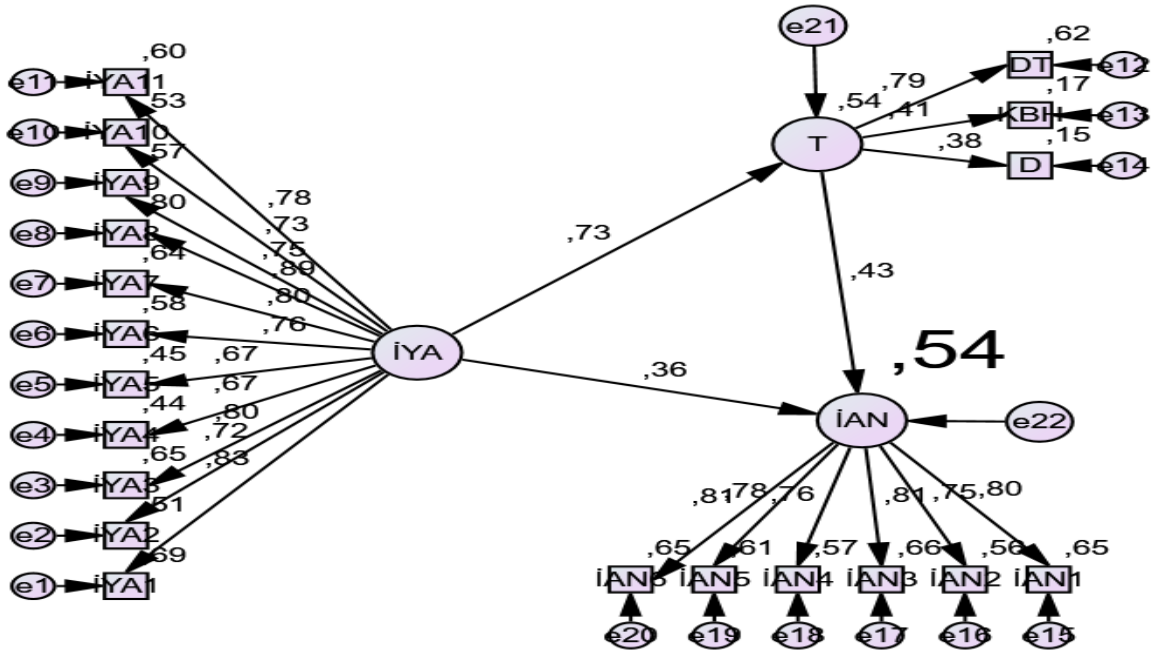 e21
,62
,60
DT
e12
,79
,17
e11
İYA11
,54
,41
KBH
e13
,53
,15
e10
İYA10
T
,38
D
e14
,57
e9
İYA9
,80
,78
e8
İYA8
,73
,73
,64
,75
,89
e7
İYA7
,80
,43
,58
,76
e6
İYA6
İYA
,54
,45
,67
,36
e5
İYA5
,67
,44
,80
e4
İYA4
,72
İAN
e22
,65
,83
e3
İYA3
,81
,78
,76
,81
,75
,80
,51
e2
İYA2
,69
,65
,61
,57
,66
,56
,65
e1
İYA1
İAN6
İAN5
İAN4
İAN3
İAN2
İAN1
e20
e19
e18
e17
e16
e15